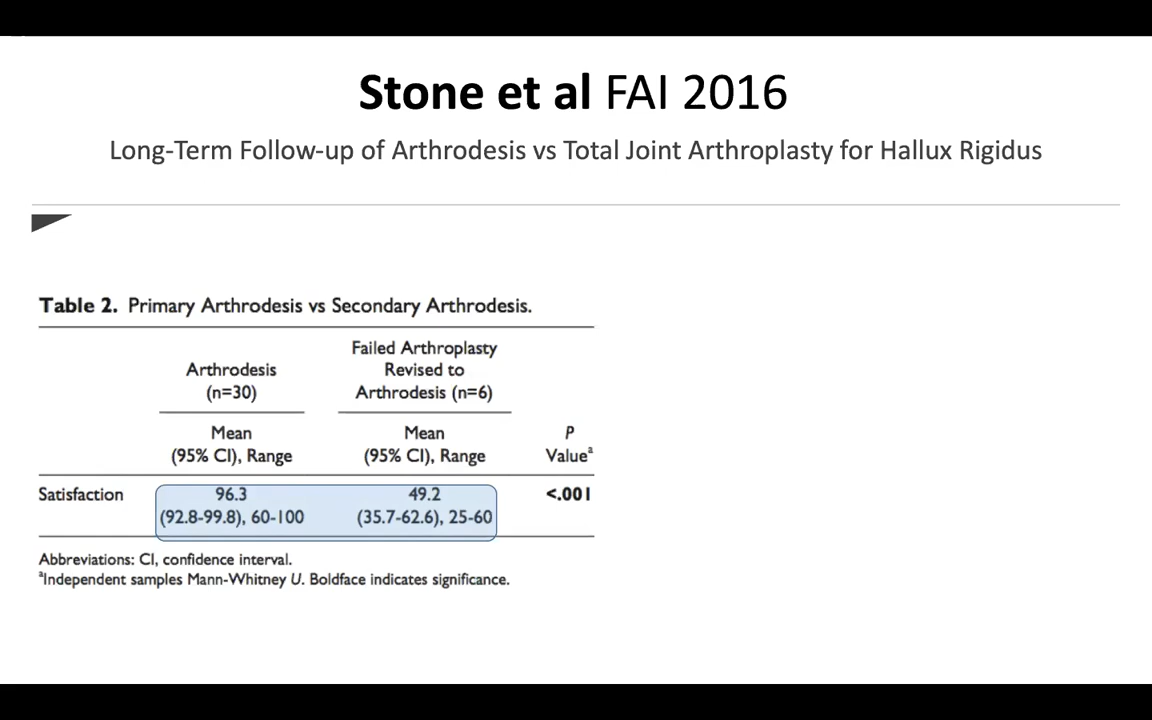 Stone et al FAI 2016
Long-Term Follow-up of Arthrodesis vs Total Joint Arthroplasty for Hallux Rigidus
Table 2. Primary Arthrodesis vs Secondary Arthrodesis.
Arthrodesis
(n=30)
Failed Arthroplasty
Revised to
Arthrodesis (n=6)
Mean
(95% CI), Range
Mean
(95% CI), Range
P
Valueᵃ
Satisfaction
96.3
(92.8-99.8), 60-100
49.2
(35.7-62.6), 25-60
<.001
Abbreviations: CI, confidence interval.
ᵃIndependent samples Mann-Whitney U. Boldface indicates significance.